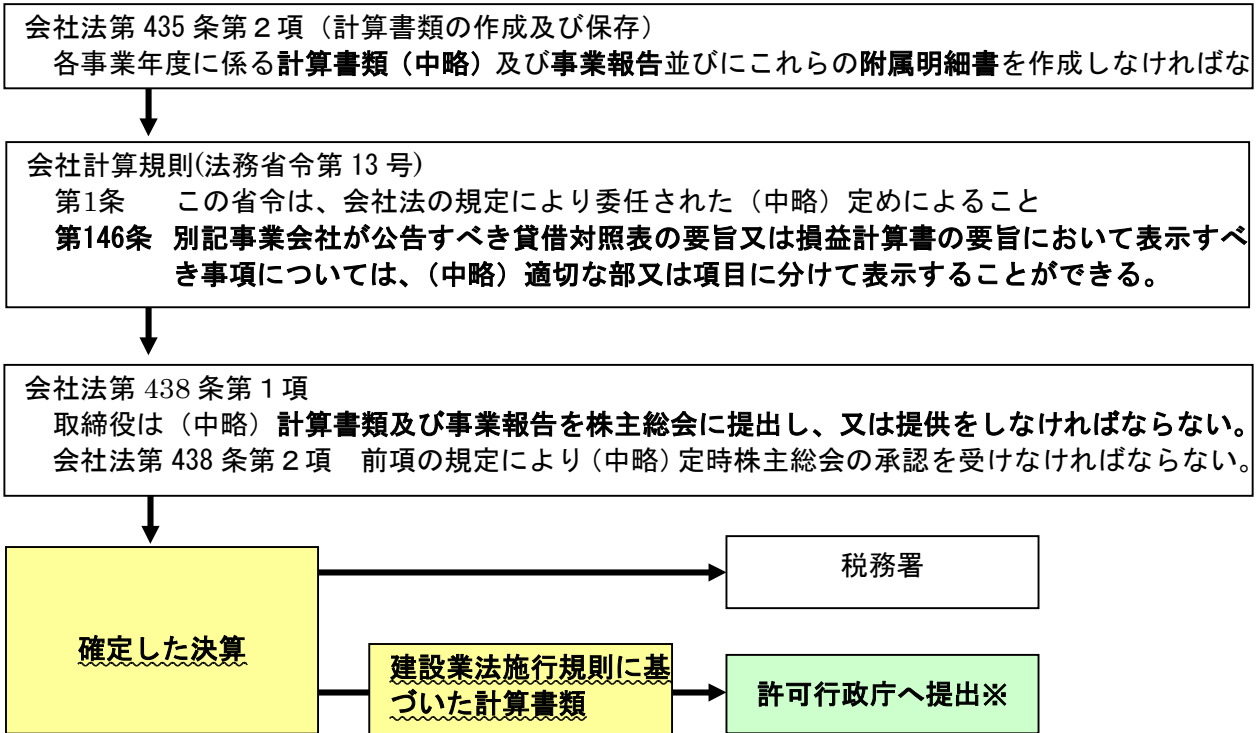 会社法第 435 条第２項（計算書類の作成及び保存）
各事業年度に係る計算書類（中略）及び事業報告並びにこれらの附属明細書を作成しなければな
会社計算規則(法務省令第 13 号)
第1条　この省令は、会社法の規定により委任された（中略）定めによること
第146条 別記事業会社が公告すべき貸借対照表の要旨又は損益計算書の要旨において表示すべ
き事項については、（中略）適切な部又は項目に分けて表示することができる。
会社法第 438 条第１項
取締役は（中略）計算書類及び事業報告を株主総会に提出し、又は提供をしなければならない。
会社法第 438 条第２項　前項の規定により（中略）定時株主総会の承認を受けなければならない。
税務署
確定した決算
建設業法施行規則に基
づいた計算書類
許可行政庁へ提出※